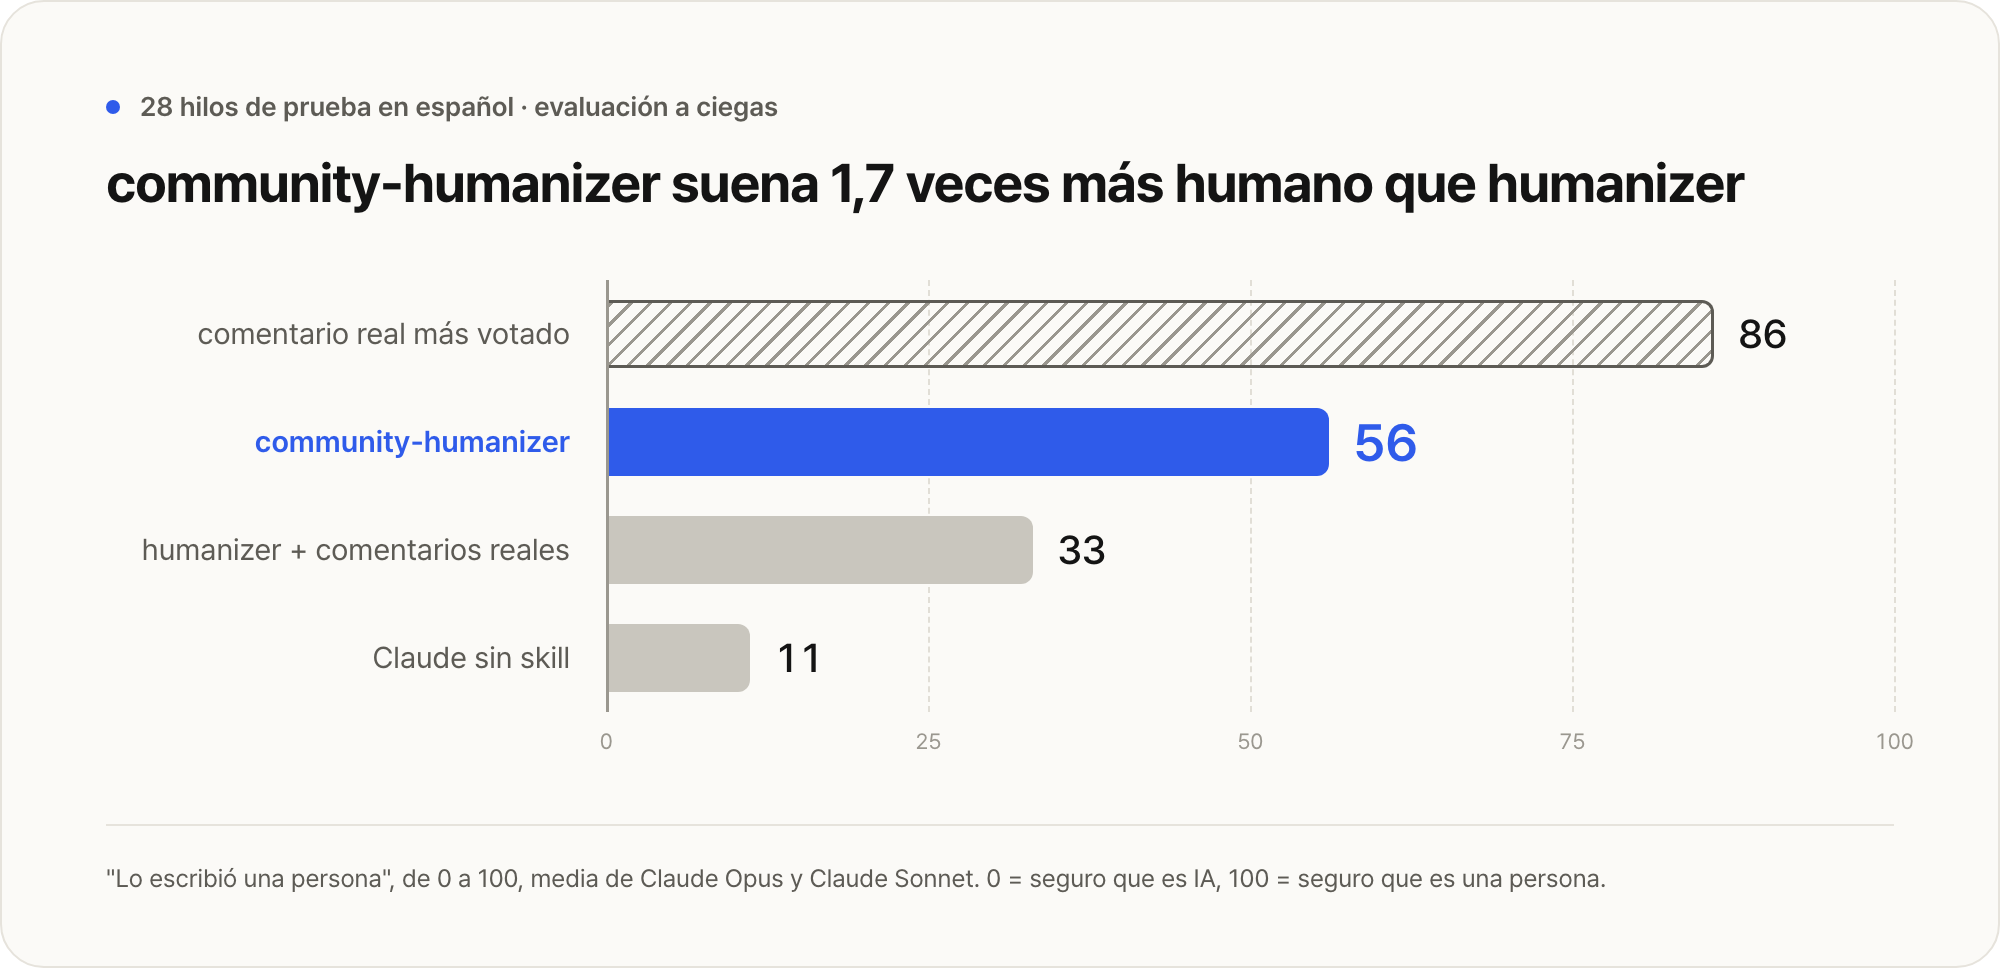 28 hilos de prueba en español · evaluación a ciegas
community-humanizer suena 1,7 veces más humano que humanizer
comentario real más votado 86
community-humanizer 56
humanizer + comentarios reales 33
Claude sin skill 11
0 25 50 75 100
"Lo escribió una persona", de 0 a 100, media de Claude Opus y Claude Sonnet. 0 = seguro que es IA, 100 = seguro que es una persona.